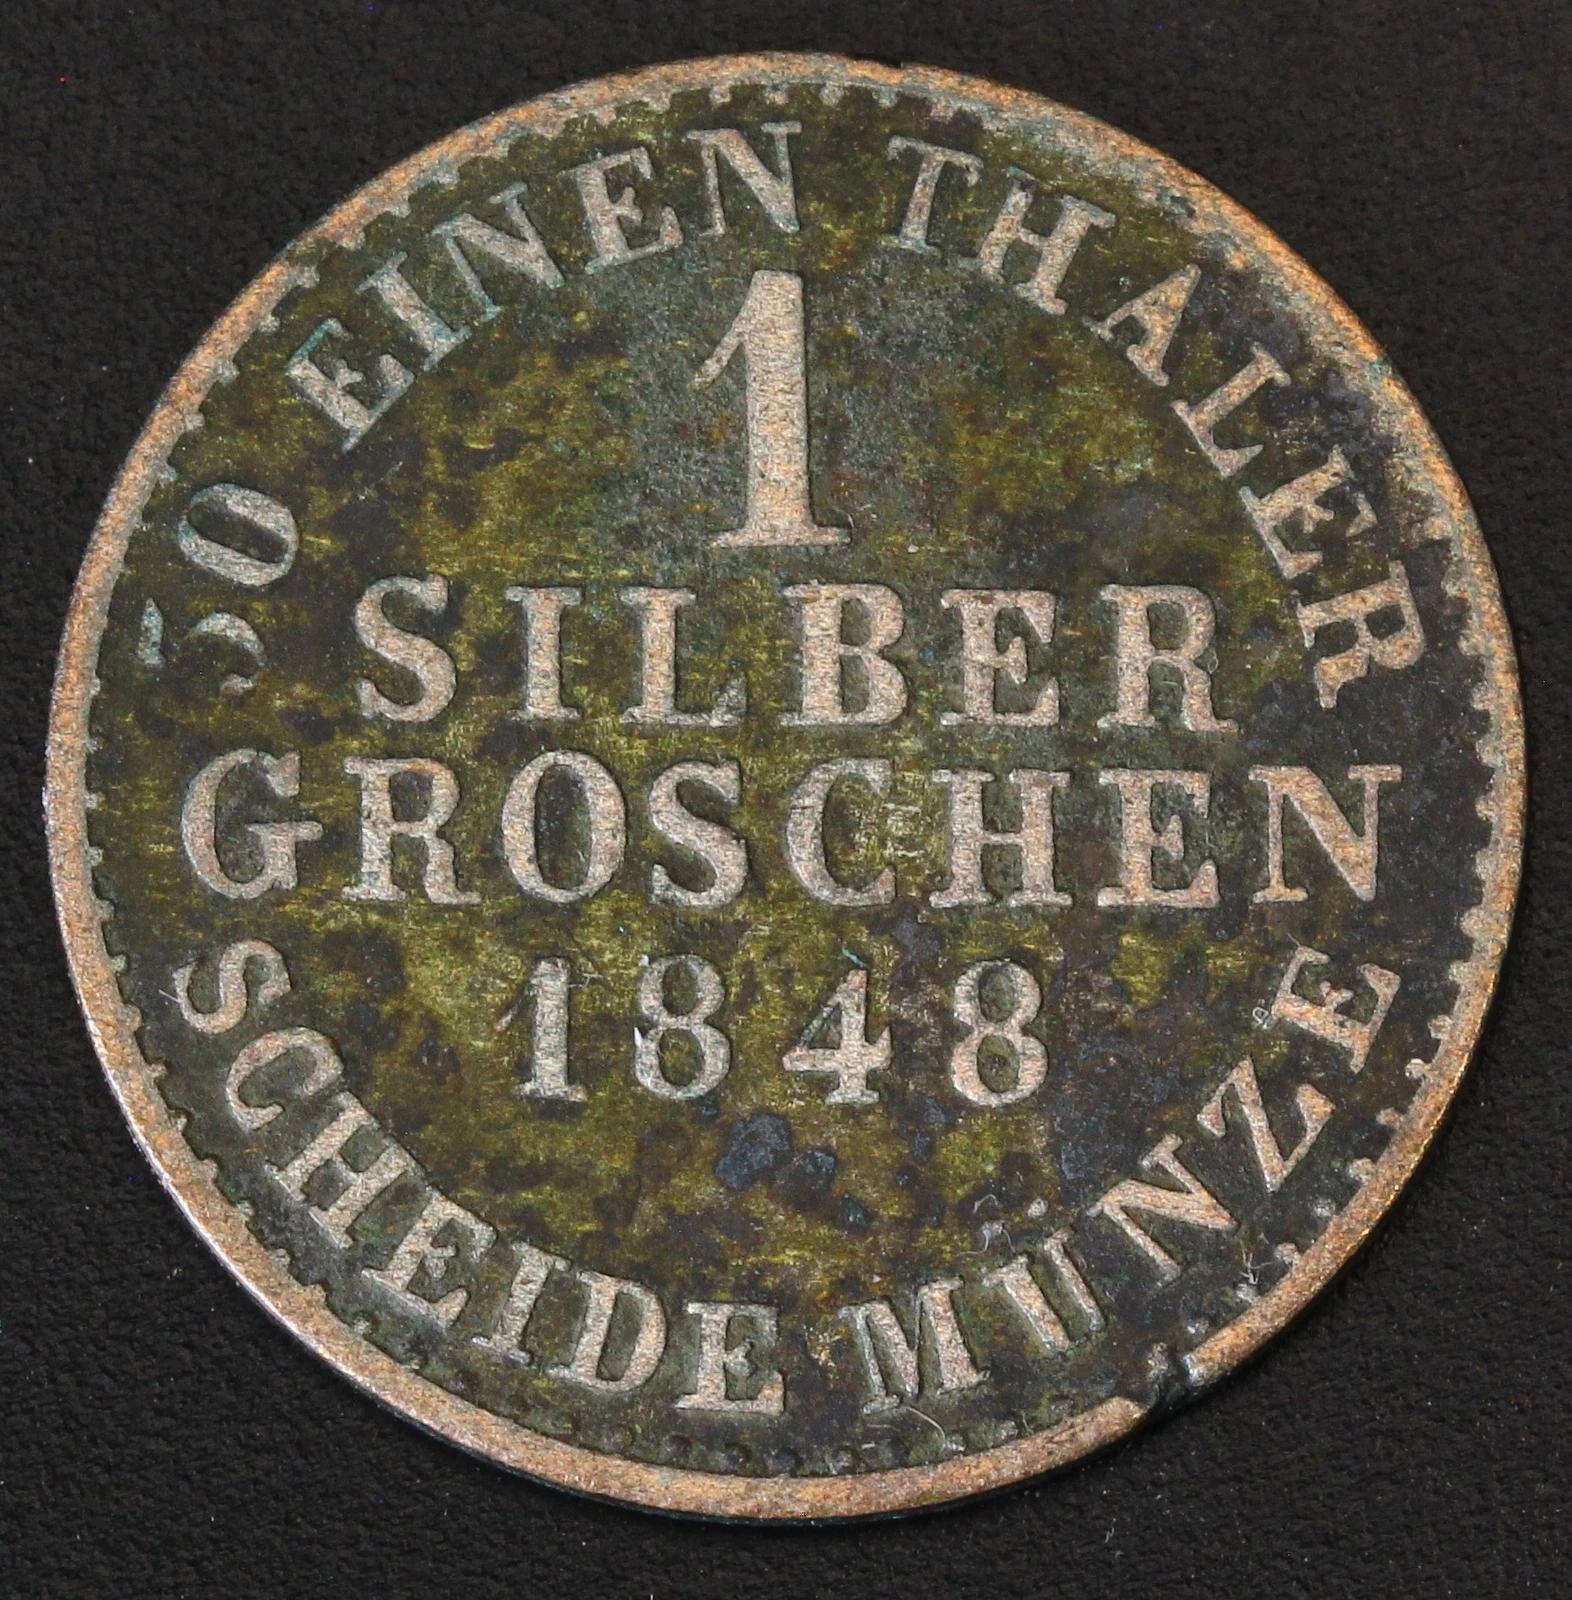 30 EINEN THALER
1
SILBER
GROSCHEN
1848
SCHEIDE MÜNZE